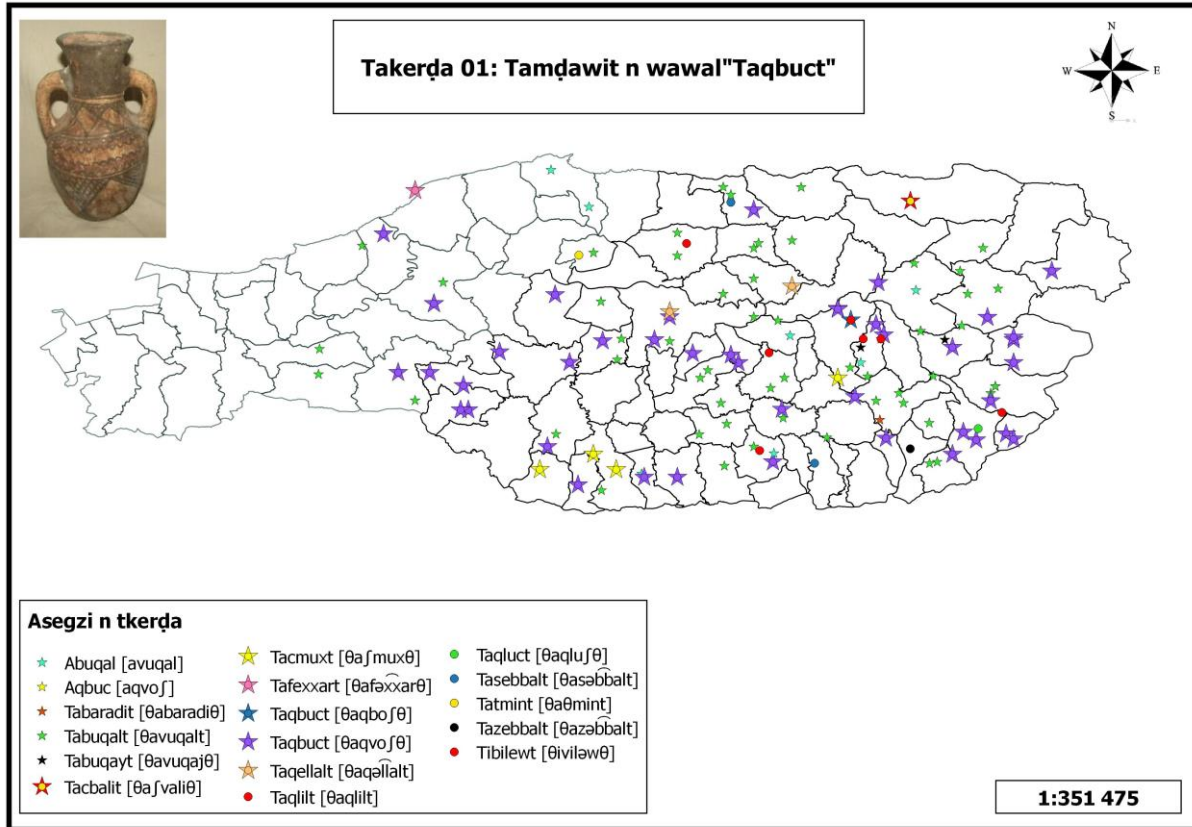 Takerḍa 01: Tamḍawit n wawal"Taqbuct"
N
W E
S
Asegzi n tkerḍa
Abuqal [avuqal]
Aqbuc [aqvoʃ]
Tabaradit [θabaradiθ]
Tabuqalt [θavuqalt]
Tabuqayt [θavuqajθ]
Tacbalit [θaʃvaliθ]
Tacmuxt [θaʃmuxθ]
Tafexxart [θafəx͡xarθ]
Taqbuct [θaqboʃθ]
Taqbuct [θaqvoʃθ]
Taqellalt [θaqəl͡lalt]
Taqlilt [θaqlilt]
Taqluct [θaqluʃθ]
Tasebbalt [θasəb͡balt]
Tatmint [θaθmint]
Tazebbalt [θazəb͡balt]
Tibilewt [θiviləwθ]
1:351 475